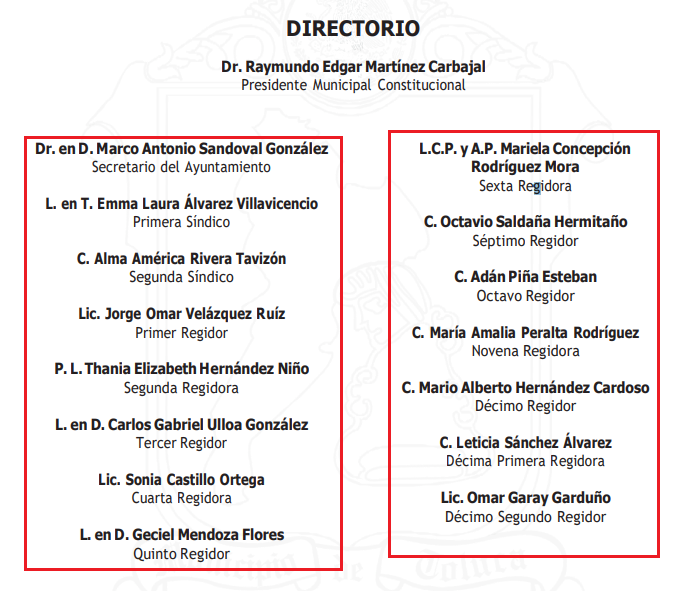 DIRECTORIO
Dr. Raymundo Edgar Martínez Carbajal
Presidente Municipal Constitucional
Dr. en D. Marco Antonio Sandoval González
Secretario del Ayuntamiento
L. en T. Emma Laura Álvarez Villavicencio
Primera Síndico
C. Alma América Rivera Tavizón
Segunda Síndico
Lic. Jorge Omar Velázquez Ruíz
Primer Regidor
P. L. Thania Elizabeth Hernández Niño
Segunda Regidora
L. en D. Carlos Gabriel Ulloa González
Tercer Regidor
Lic. Sonia Castillo Ortega
Cuarta Regidora
L. en D. Geciel Mendoza Flores
Quinto Regidor
L.C.P. y A.P. Mariela Concepción
Rodríguez Mora
Sexta Regidora
C. Octavio Saldaña Hermitaño
Séptimo Regidor
C. Adán Piña Esteban
Octavo Regidor
C. María Amalia Peralta Rodríguez
Novena Regidora
C. Mario Alberto Hernández Cardoso
Décimo Regidor
C. Leticia Sánchez Álvarez
Décima Primera Regidora
Lic. Omar Garay Garduño
Décimo Segundo Regidor
Municipio de Toluca